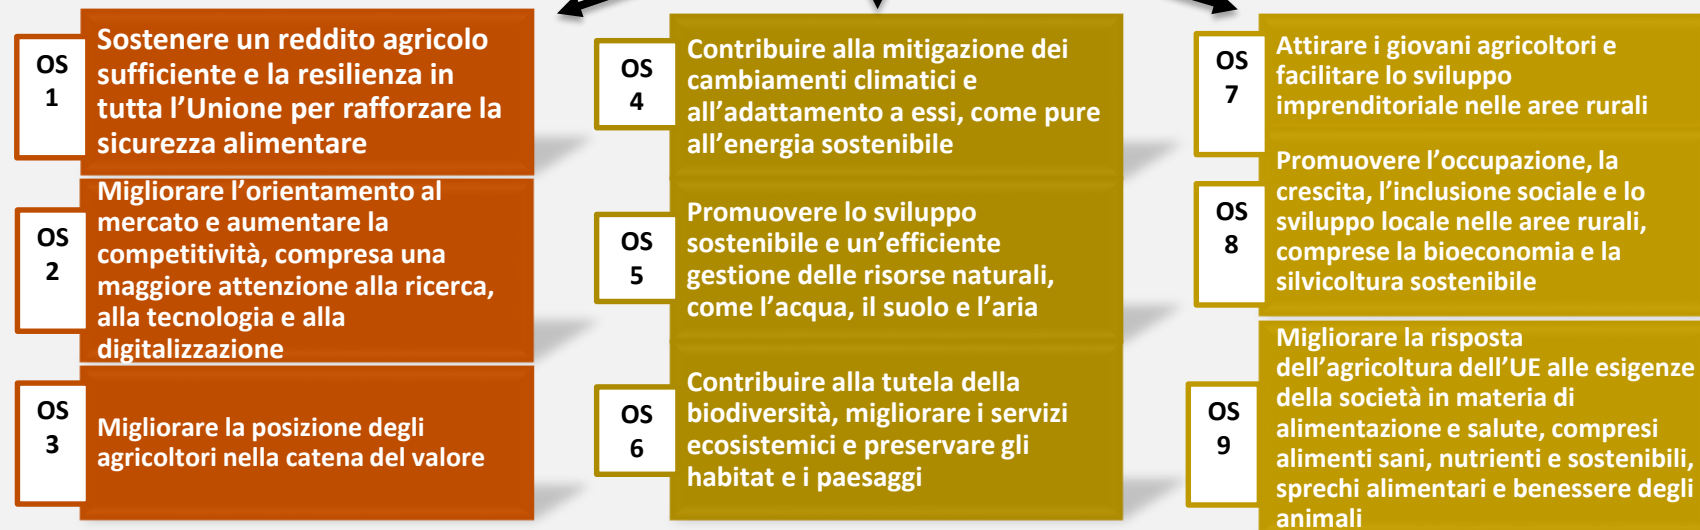 OS
1
Sostenere un reddito agricolo
sufficiente e la resilienza in
tutta l’Unione per rafforzare la
sicurezza alimentare
OS
2
Migliorare l’orientamento al
mercato e aumentare la
competitività, compresa una
maggiore attenzione alla ricerca,
alla tecnologia e alla
digitalizzazione
OS
3
Migliorare la posizione degli
agricoltori nella catena del valore
OS
4
Contribuire alla mitigazione dei
cambiamenti climatici e
all’adattamento a essi, come pure
all’energia sostenibile
OS
5
Promuovere lo sviluppo
sostenibile e un’efficiente
gestione delle risorse naturali,
come l’acqua, il suolo e l’aria
OS
6
Contribuire alla tutela della
biodiversità, migliorare i servizi
ecosistemici e preservare gli
habitat e i paesaggi
OS
7
Attirare i giovani agricoltori e
facilitare lo sviluppo
imprenditoriale nelle aree rurali
OS
8
Promuovere l’occupazione, la
crescita, l’inclusione sociale e lo
sviluppo locale nelle aree rurali,
comprese la bioeconomia e la
silvicoltura sostenibile
OS
9
Migliorare la risposta
dell’agricoltura dell’UE alle esigenze
della società in materia di
alimentazione e salute, compresi
alimenti sani, nutrienti e sostenibili,
sprechi alimentari e benessere degli
animali